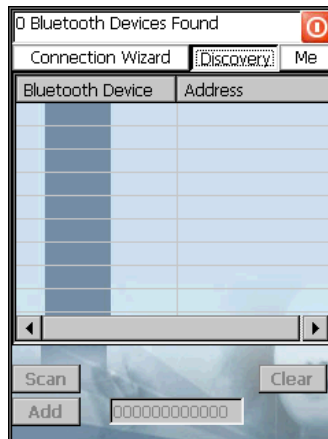 0 Bluetooth Devices Found
Connection Wizard Discovery Me
Bluetooth Device Address
Scan Clear
Add 000000000000